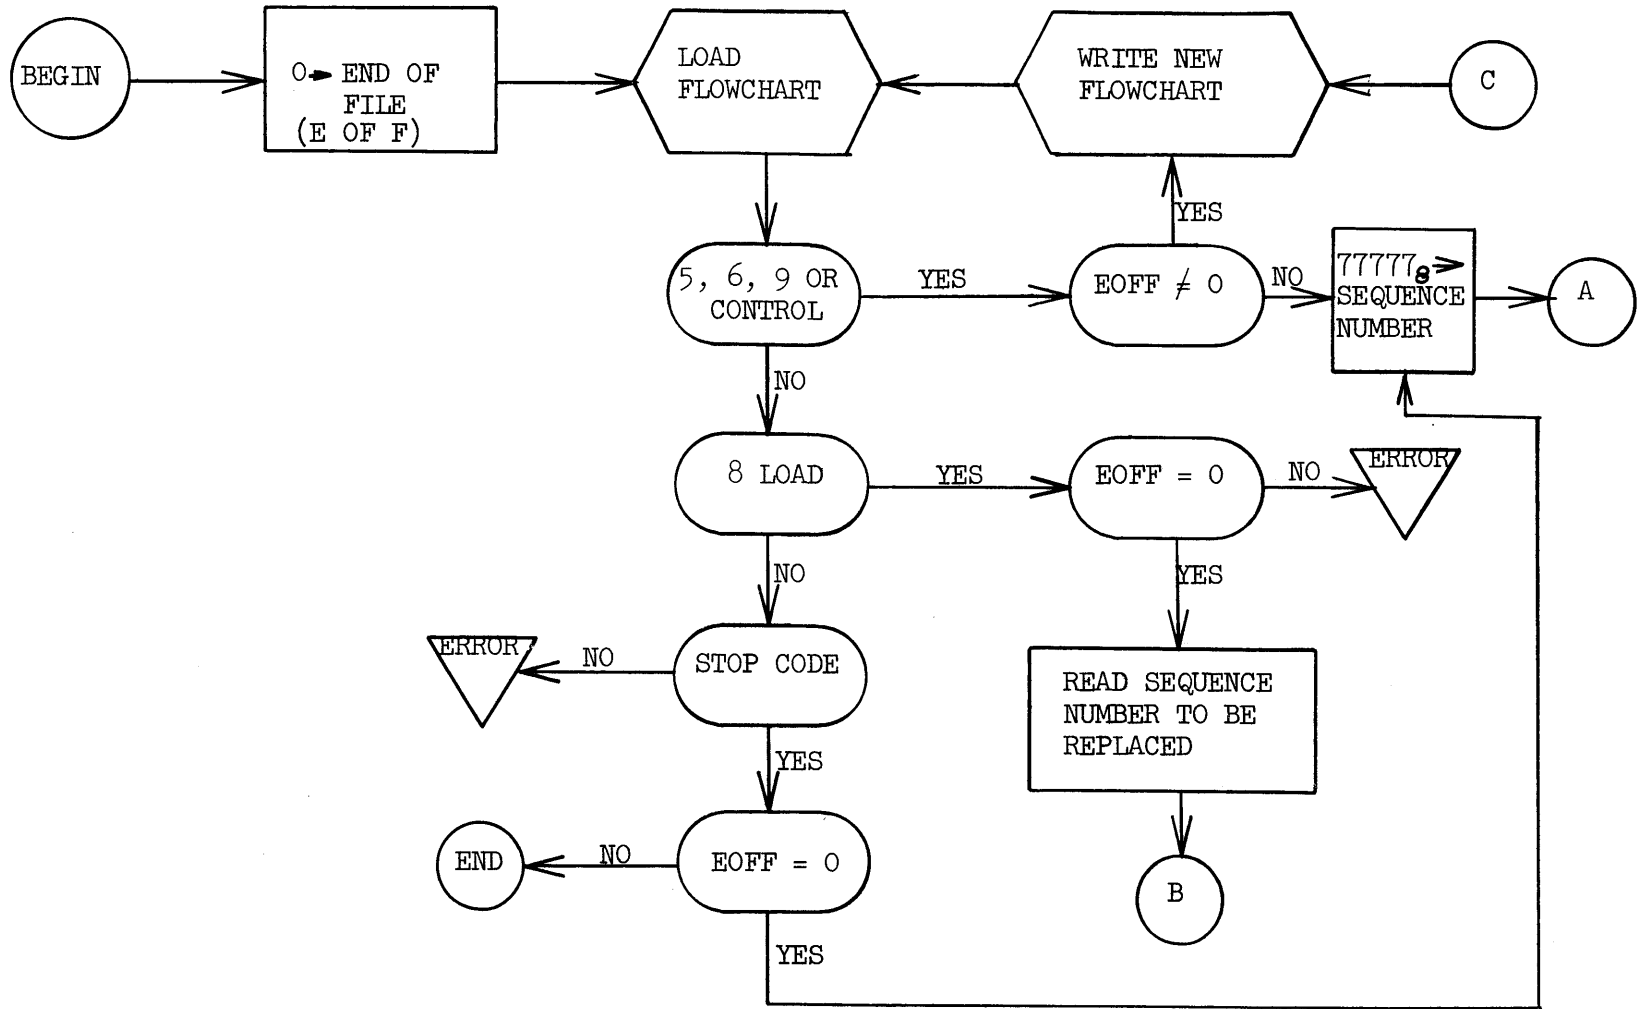 BEGIN
0→ END OF
FILE
(E OF F)
LOAD
FLOWCHART
WRITE NEW
FLOWCHART
C
YES
5, 6, 9 OR
CONTROL
YES
EOFF ≠ 0
NO
77777₈→
SEQUENCE
NUMBER
A
NO
8 LOAD
YES
EOFF = 0
NO
ERROR
NO
YES
ERROR
NO
STOP CODE
READ SEQUENCE
NUMBER TO BE
REPLACED
YES
END
NO
EOFF = 0
B
YES